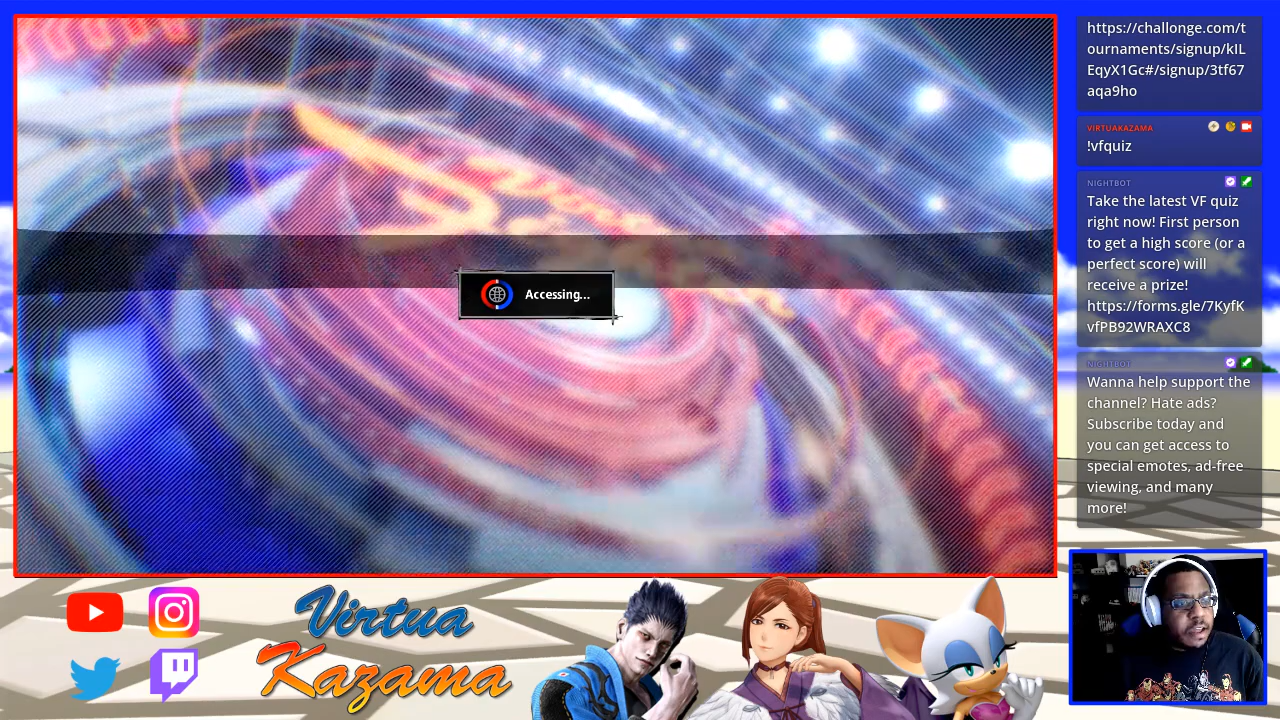 https://challonge.com/t
ournaments/signup/kIL
EqyX1Gc#/signup/3tf67
aqa9ho
VIRTUAKAZAMA
!vfquiz
NIGHTBOT
Take the latest VF quiz
right now! First person
to get a high score (or a
perfect score) will
receive a prize!
https://forms.gle/7KyfK
vfPB92WRAXC8
NIGHTBOT
Wanna help support the
channel? Hate ads?
Subscribe today and
you can get access to
special emotes, ad-free
viewing, and many
more!
Accessing...
Virtua
Kazama